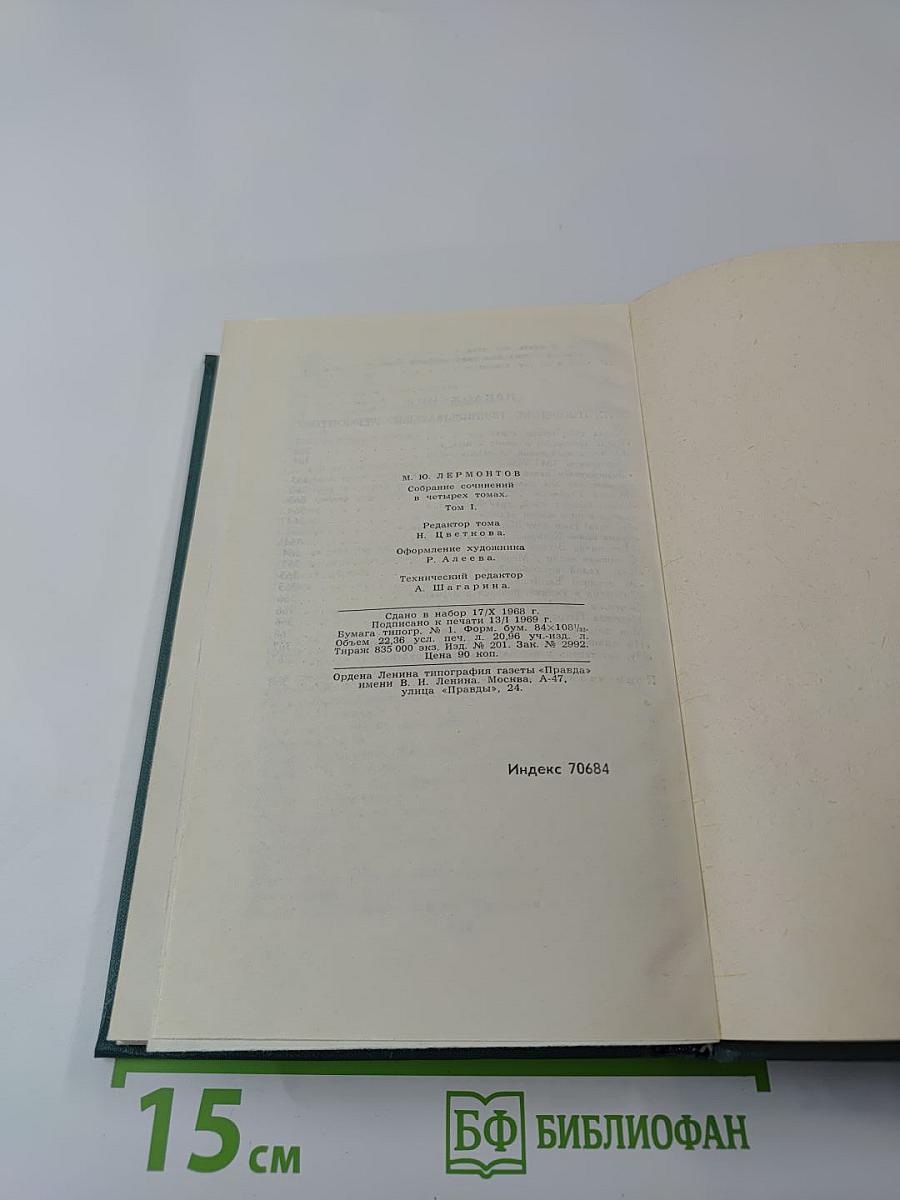 М. Ю. ЛЕРМОНТОВ
Собрание сочинений
в четырех томах.
Том I.
Редактор тома
Н. Цветкова.
Оформление художника
Р. Алеева.
Технический редактор
А. Шагарина.
Сдано в набор 17/X 1968 г.
Подписано к печати 13/I 1969 г.
Бумага типогр. № 1. Форм. бум. 84×108¹/₃₂.
Объем 22,36 усл. печ. л. 20,96 уч.-изд. л.
Тираж 835 000 экз. Изд. № 201. Зак. № 2992.
Цена 90 коп.
Ордена Ленина типография газеты «Правда»
имени В. И. Ленина. Москва, А-47,
улица «Правды», 24.
Индекс 70684
15 см
БФ БИБЛИОФАН